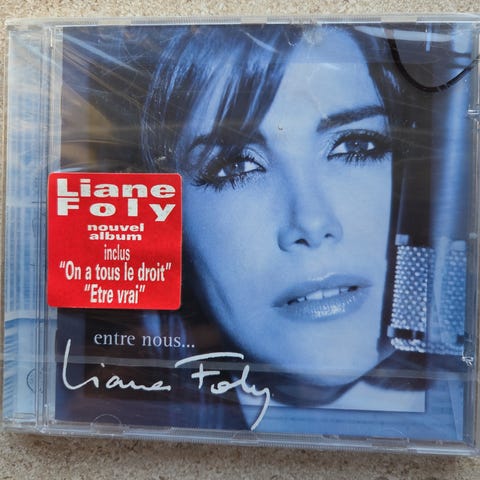 Liane
Foly
nouvel
album
inclus
"On a tous le droit"
"Etre vrai"
entre nous...
Liane Foly